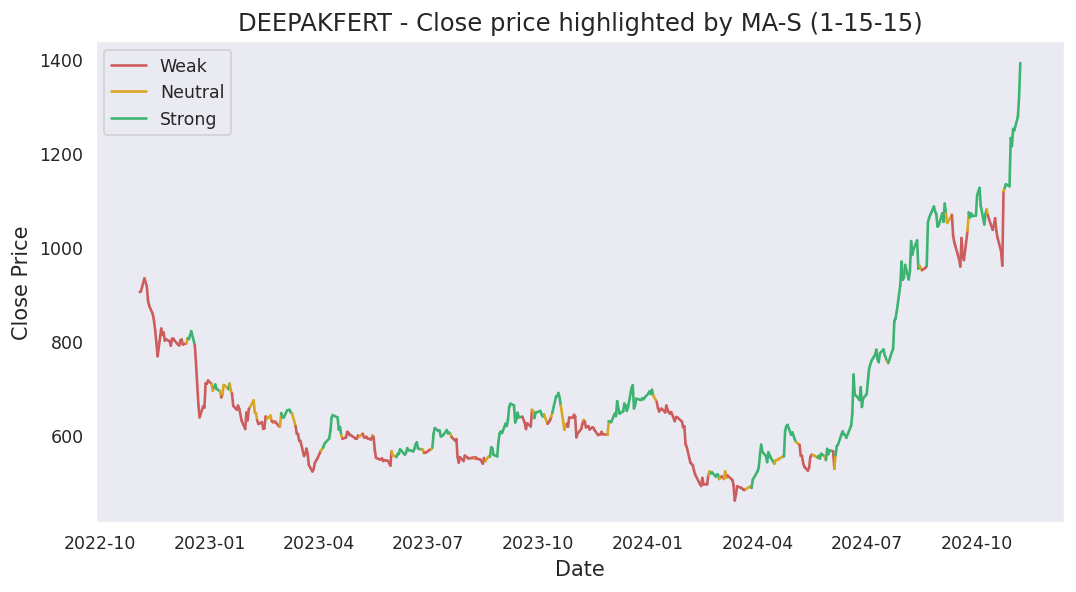 DEEPAKFERT - Close price highlighted by MA-S (1-15-15)
Weak
Neutral
Strong
1400
1200
1000
800
600
Close Price
2022-10 2023-01 2023-04 2023-07 2023-10 2024-01 2024-04 2024-07 2024-10
Date